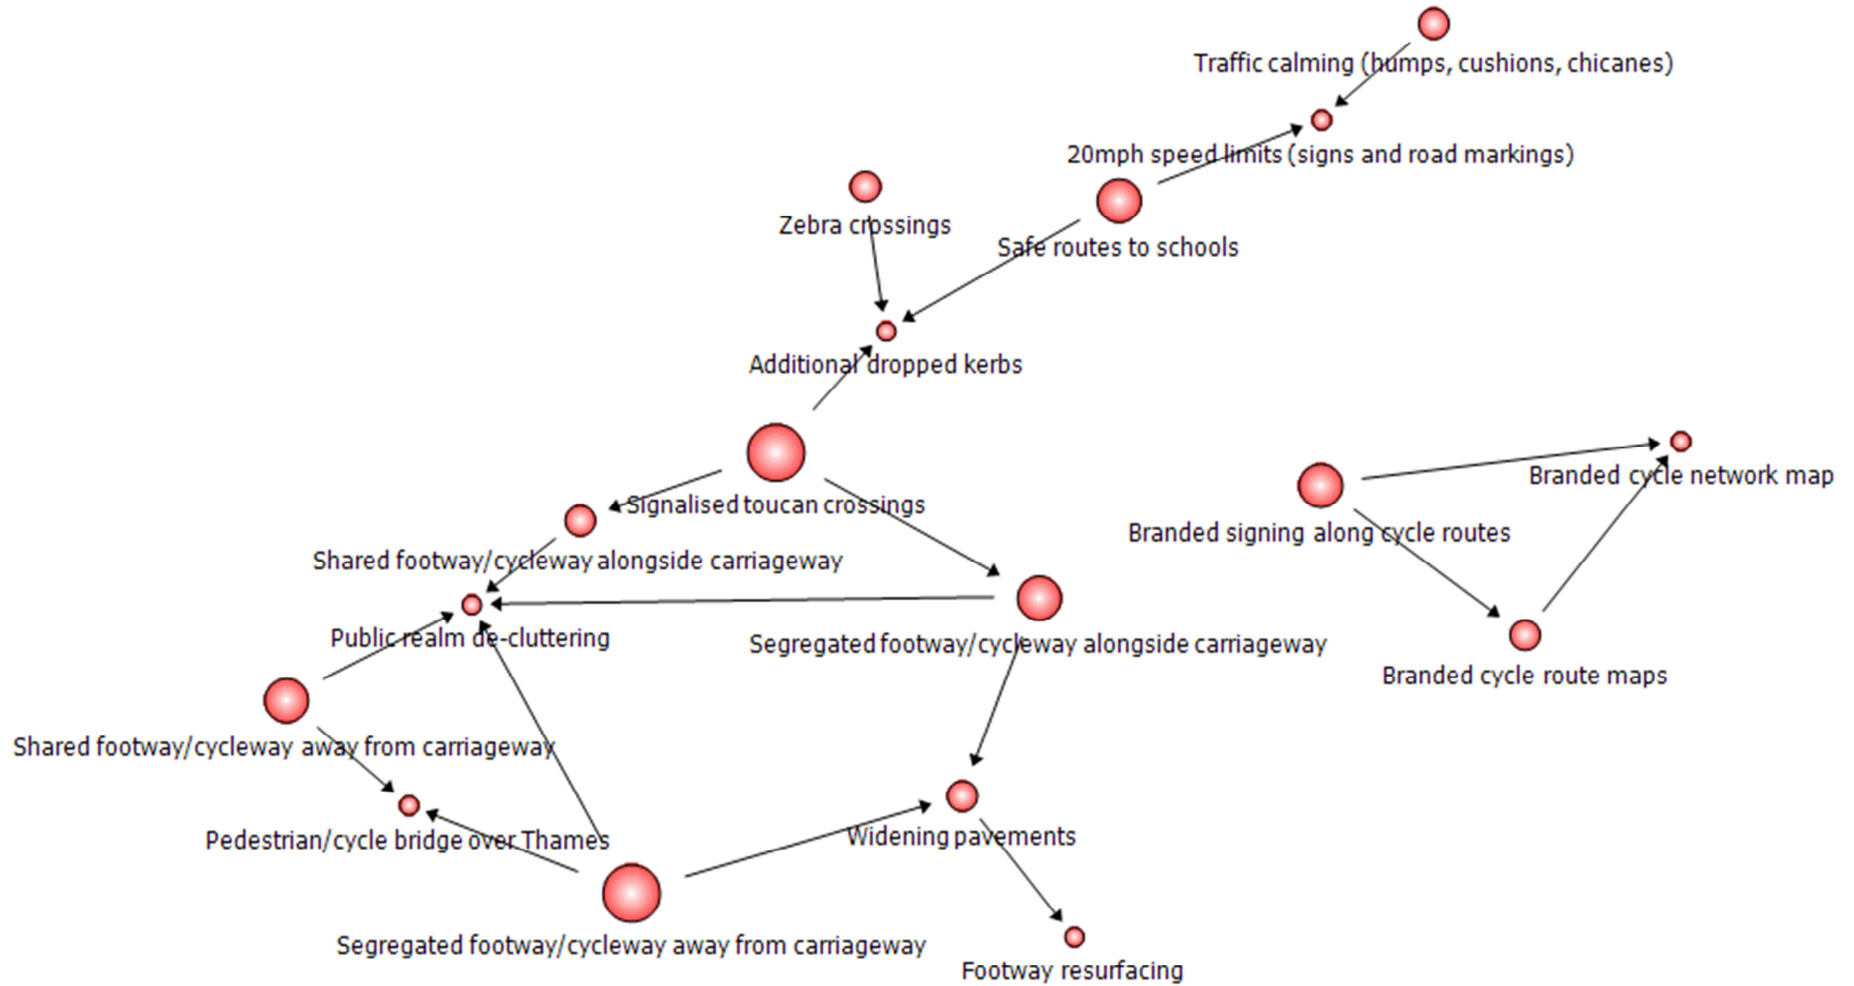 Traffic calming (humps, cushions, chicanes)
20mph speed limits (signs and road markings)
Zebra crossings
Safe routes to schools
Additional dropped kerbs
Branded cycle network map
Signalised toucan crossings
Branded signing along cycle routes
Shared footway/cycleway alongside carriageway
Public realm de-cluttering
Segregated footway/cycleway alongside carriageway
Branded cycle route maps
Shared footway/cycleway away from carriageway
Pedestrian/cycle bridge over Thames
Widening pavements
Segregated footway/cycleway away from carriageway
Footway resurfacing